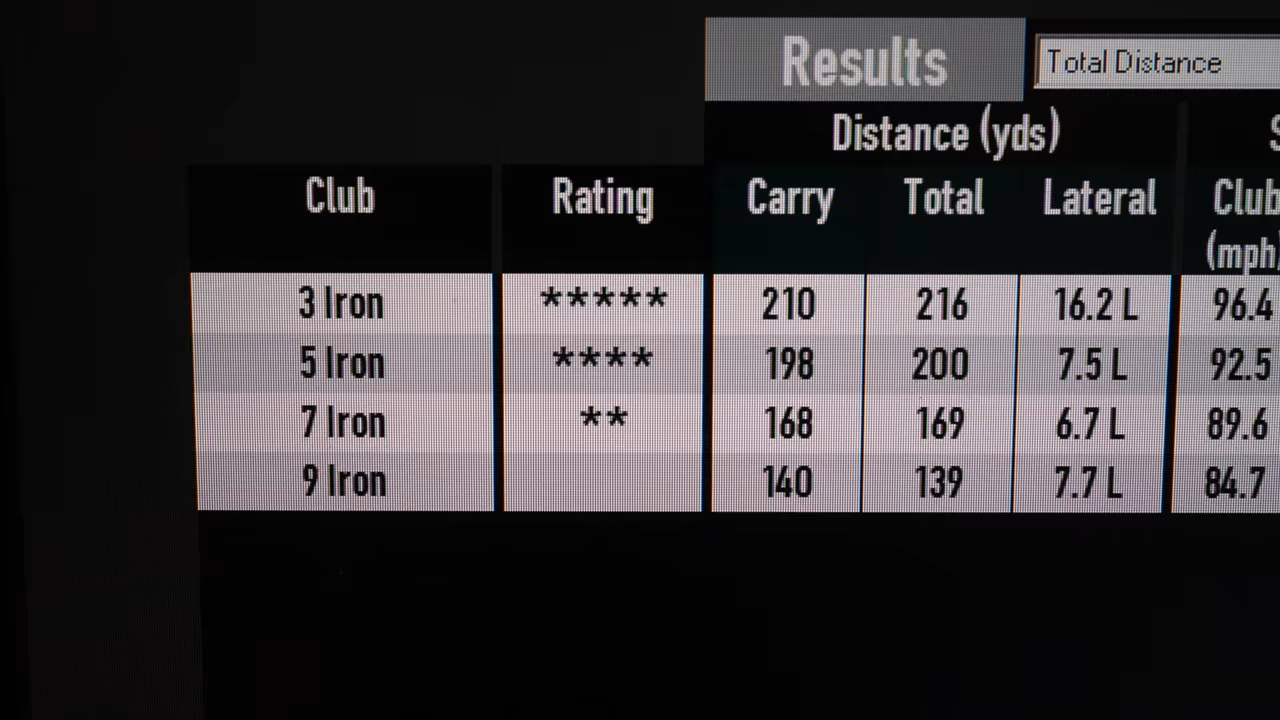 Results Total Distance
Distance (yds)
Club Rating Carry Total Lateral Club
(mph)
3 Iron ***** 210 216 16.2 L 96.4
5 Iron **** 198 200 7.5 L 92.5
7 Iron ** 168 169 6.7 L 89.6
9 Iron 140 139 7.7 L 84.7